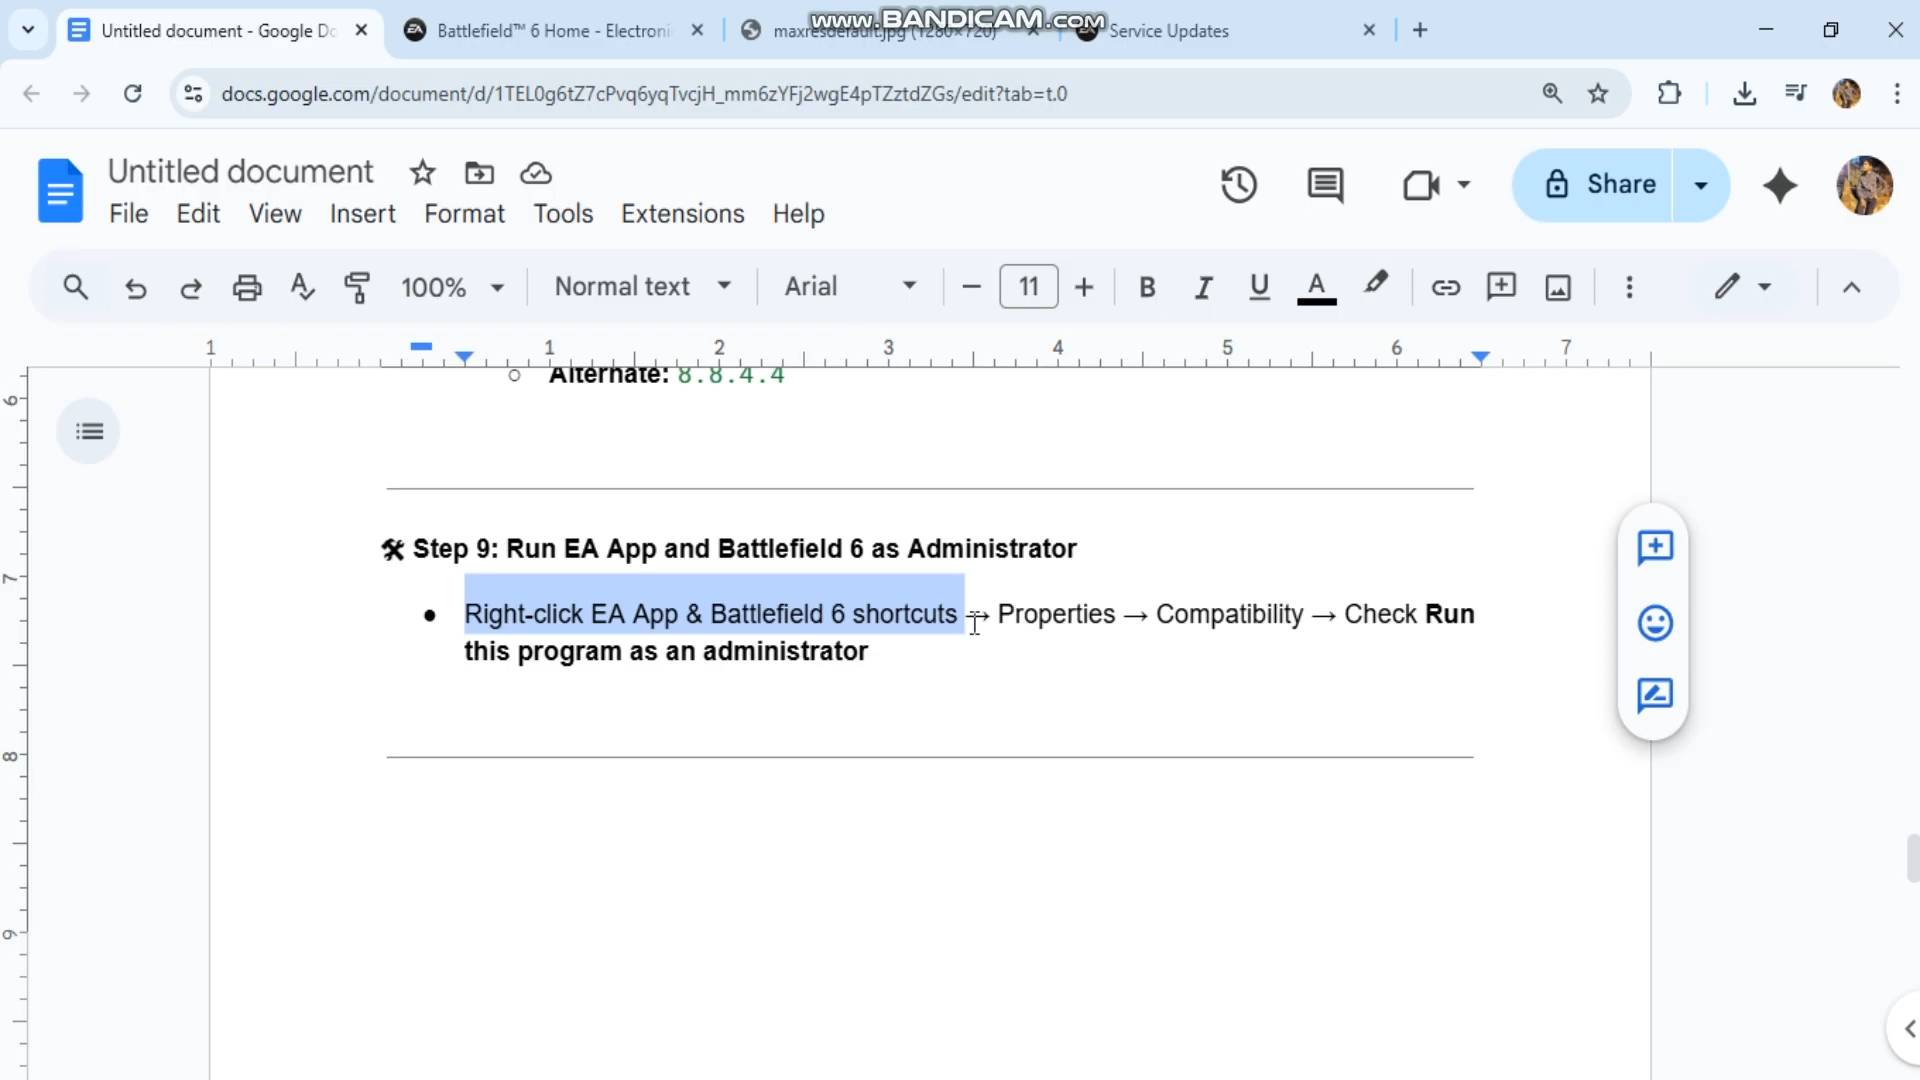 Untitled document - Google Do
Battlefield™ 6 Home - Electroni
maxresdefault.jpg (1280×720)
Service Updates
www.BANDICAM.com
docs.google.com/document/d/1TEL0g6tZ7cPvq6yqTvcjH_mm6zYFj2wgE4pTZztdZGs/edit?tab=t.0
Untitled document
File Edit View Insert Format Tools Extensions Help
Share
100% Normal text Arial 11 B I U A
1 1 2 3 4 5 6 7
6
7
8
9
Alternate: 8.8.4.4
🛠 Step 9: Run EA App and Battlefield 6 as Administrator
● Right-click EA App & Battlefield 6 shortcuts → Properties → Compatibility → Check Run
this program as an administrator